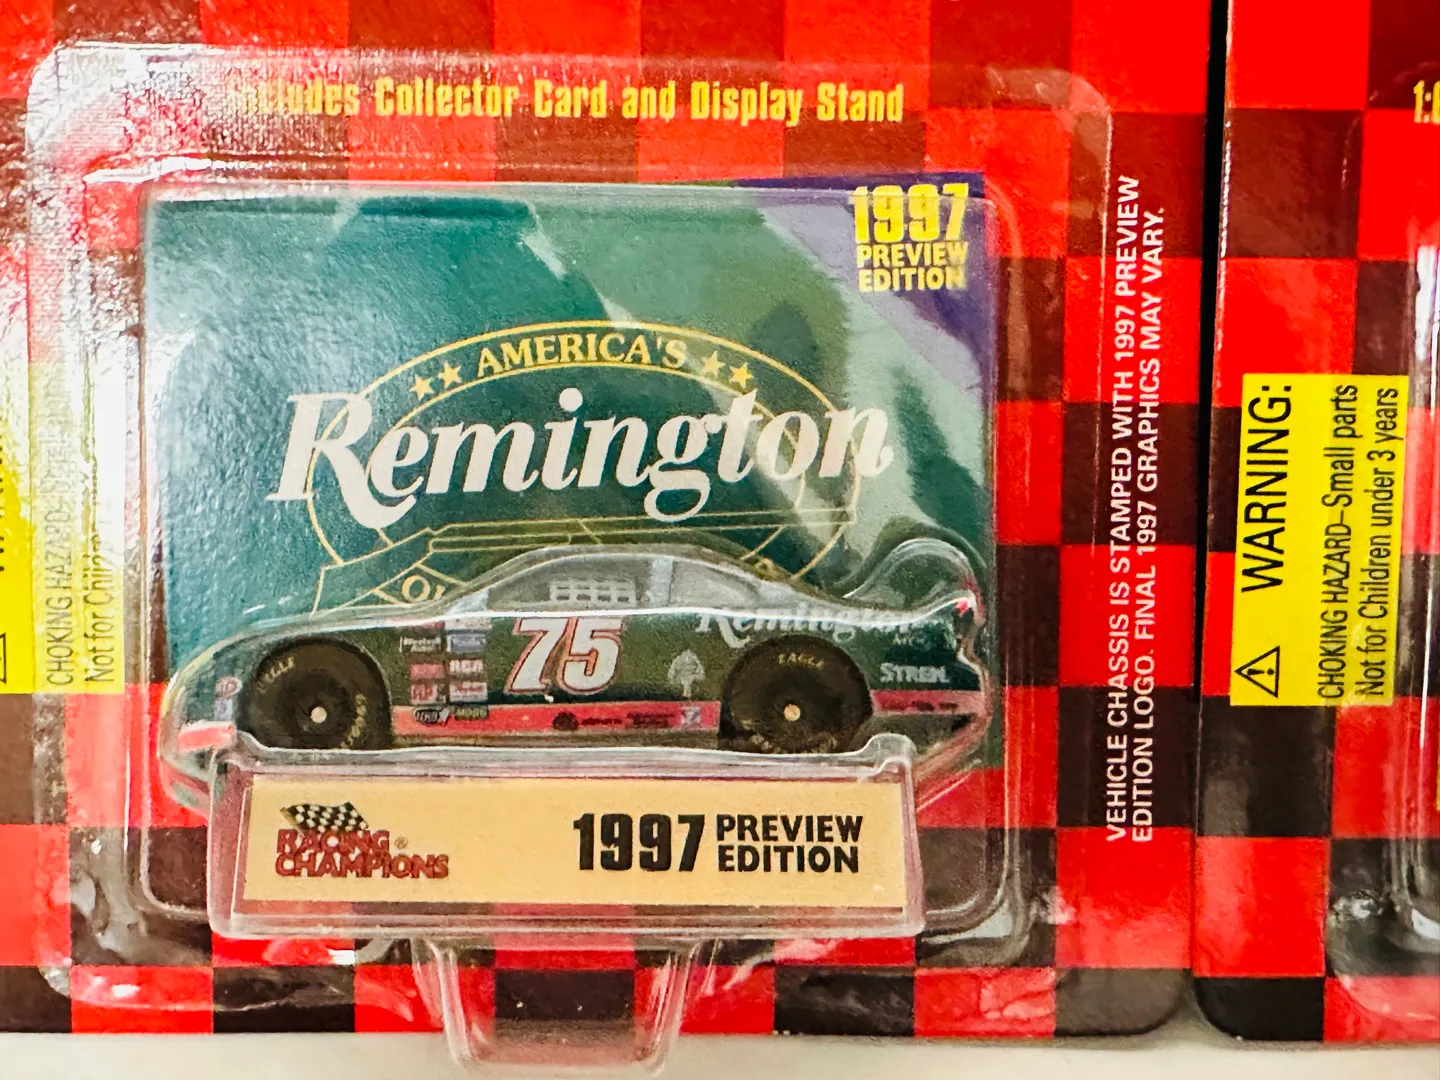 Includes Collector Card and Display Stand
1997
PREVIEW
EDITION
AMERICA'S
Remington
75
Remington
STREN
EAGLE
RCA
RACING ®
CHAMPIONS
1997 PREVIEW
EDITION
VEHICLE CHASSIS IS STAMPED WITH 1997 PREVIEW
EDITION LOGO. FINAL 1997 GRAPHICS MAY VARY.
CHOKING HAZARD
Not for Children
WARNING:
CHOKING HAZARD–Small parts
Not for Children under 3 years